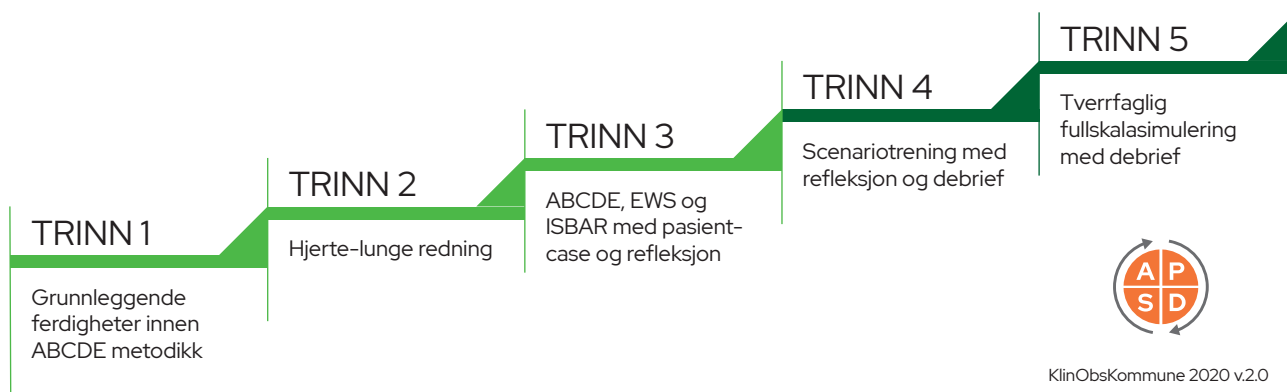 TRINN 1
Grunnleggende
ferdigheter innen
ABCDE metodikk
TRINN 2
Hjerte-lunge redning
TRINN 3
ABCDE, EWS og
ISBAR med pasient-
case og refleksjon
TRINN 4
Scenariotrening med
refleksjon og debrief
TRINN 5
Tverrfaglig
fullskalasimulering
med debrief
A P
S D
KlinObsKommune 2020 v.2.0